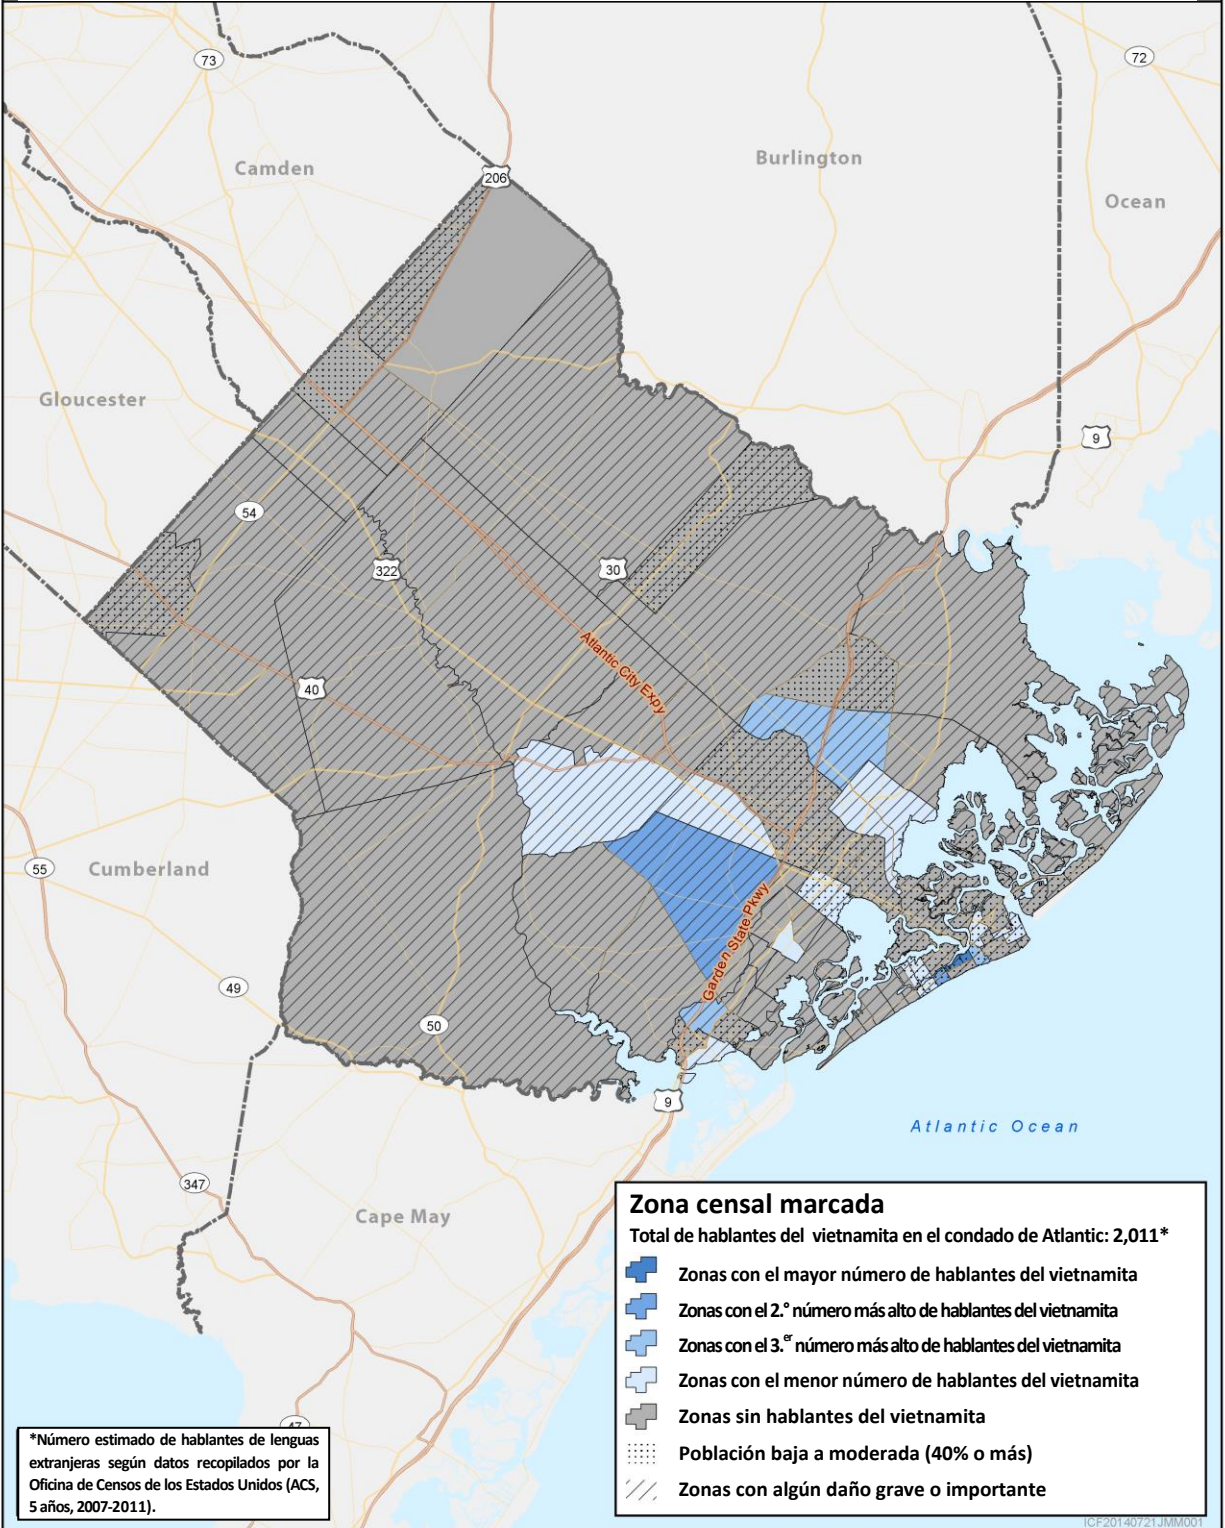 73
72
Camden
Burlington
206
Ocean
Gloucester
9
54
322
30
Atlantic City Expy
40
55
Cumberland
Garden State Pkwy
49
50
9
Atlantic Ocean
347
Cape May
47
Zona censal marcada
Total de hablantes del vietnamita en el condado de Atlantic: 2,011*
Zonas con el mayor número de hablantes del vietnamita
Zonas con el 2.° número más alto de hablantes del vietnamita
Zonas con el 3.er número más alto de hablantes del vietnamita
Zonas con el menor número de hablantes del vietnamita
Zonas sin hablantes del vietnamita
Población baja a moderada (40% o más)
Zonas con algún daño grave o importante
*Número estimado de hablantes de lenguas
extranjeras según datos recopilados por la
Oficina de Censos de los Estados Unidos (ACS,
5 años, 2007-2011).
ICF20140721JMM001